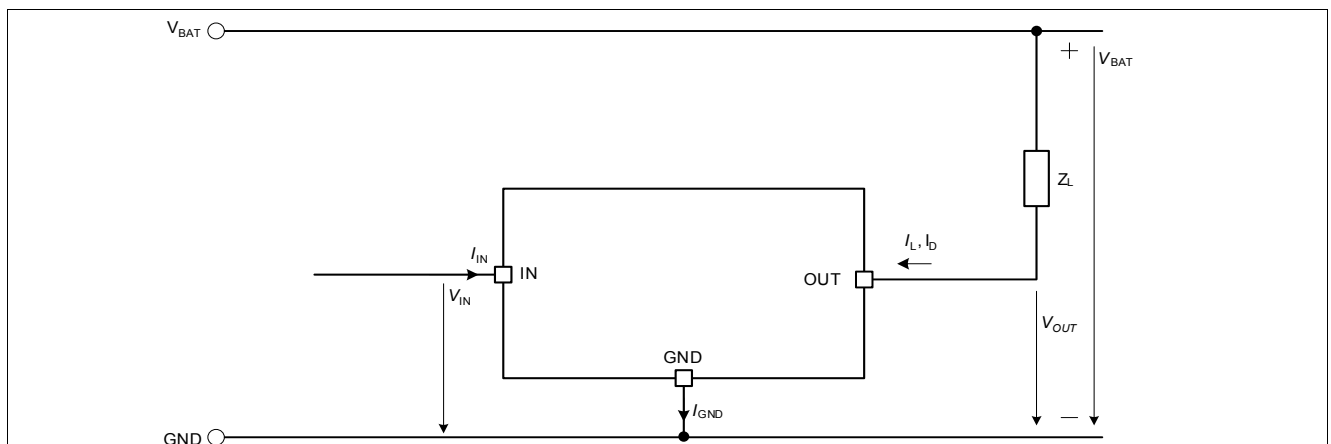 VBAT
+
VBAT
ZL
IL, ID
IIN
IN
OUT
VIN
VOUT
GND
IGND
−
GND